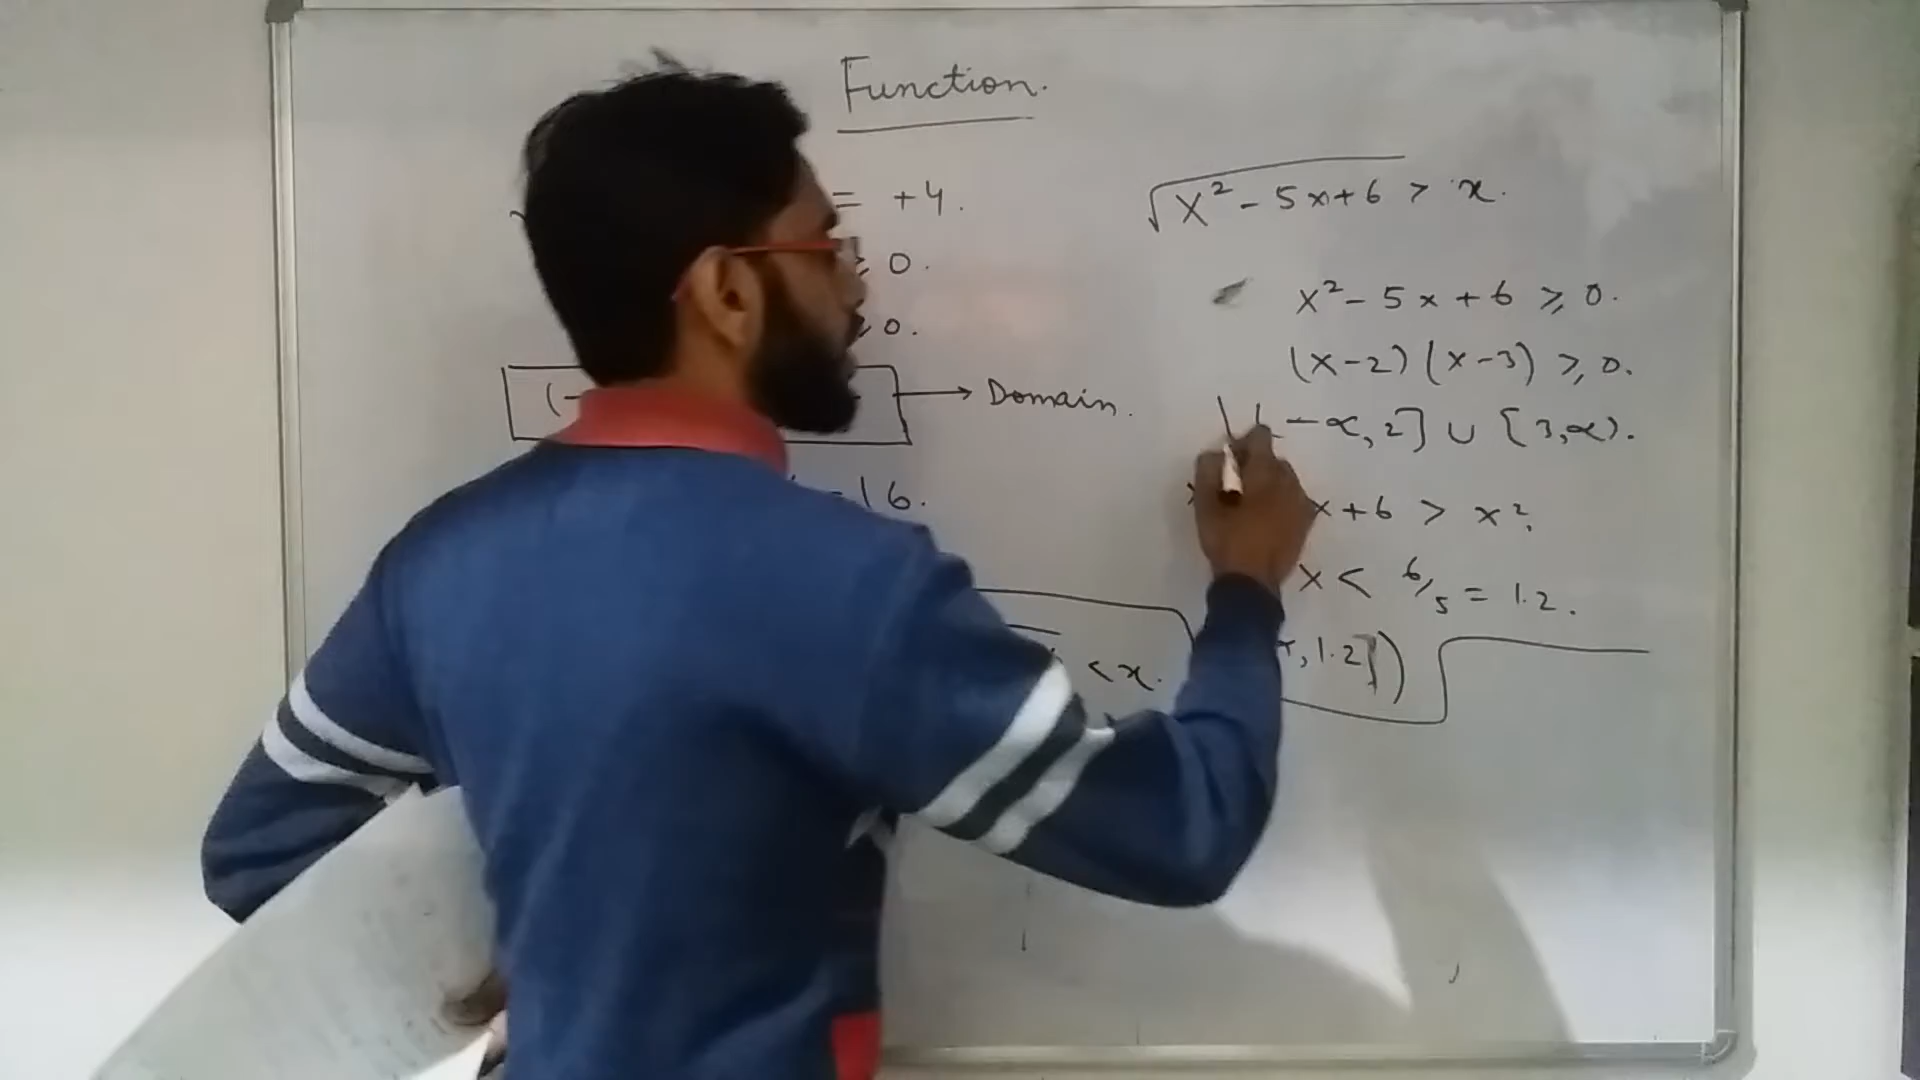 Function.
= +4.
≥ 0.
≥ 0.
(-
→ Domain.
=16.
< x.
√x² - 5x+6 > x.
x² - 5x + 6 ≥ 0.
(x-2) (x-3) ≥ 0.
-∝, 2] ∪ [3, ∝).
x+6 > x².
x < 6/5 = 1.2.
, 1.2)